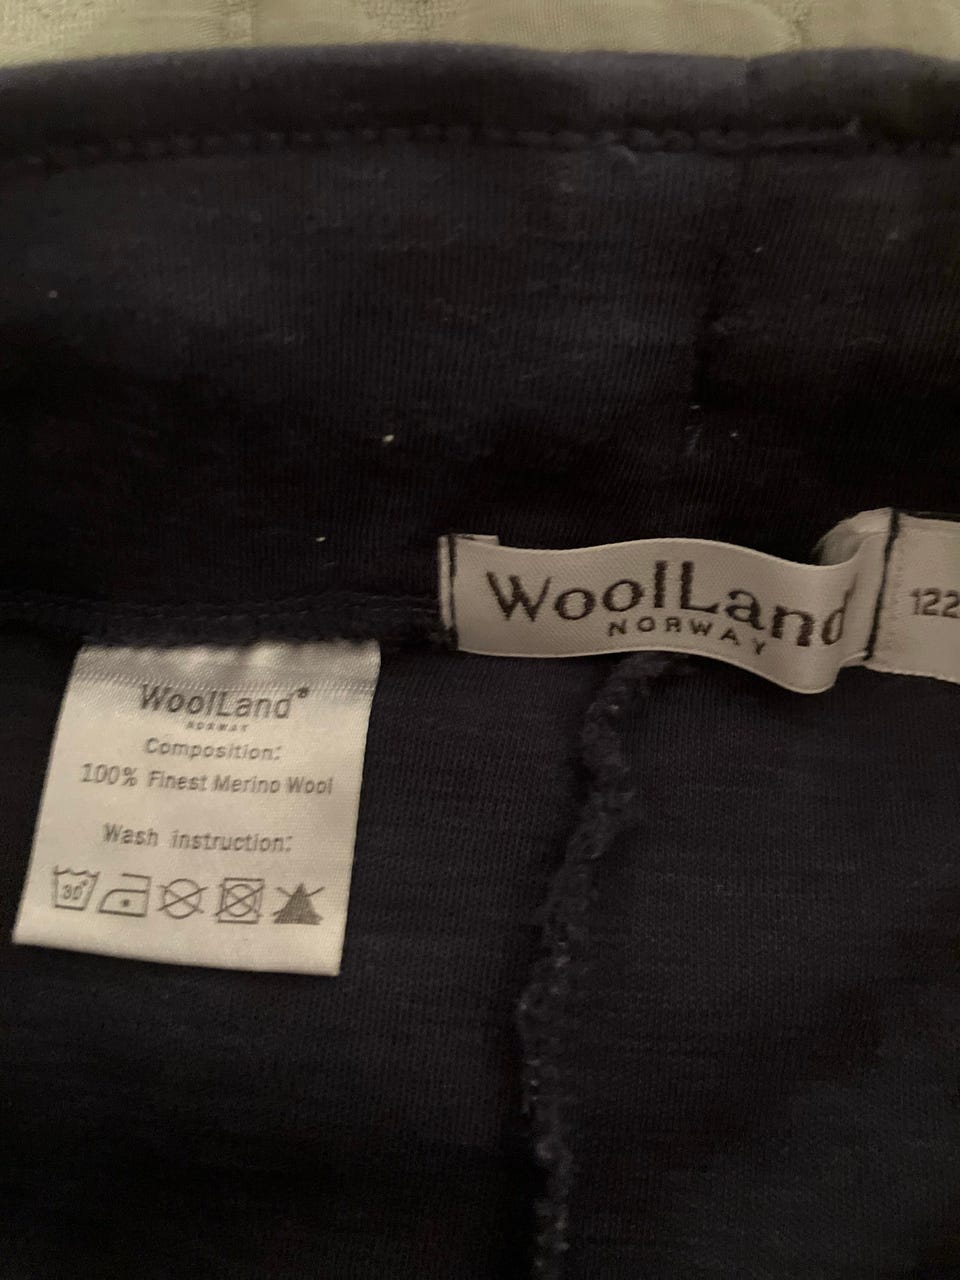 WoolLand
NORWAY
122
WoolLand®
NORWAY
Composition:
100% Finest Merino Wool
Wash instruction:
30°